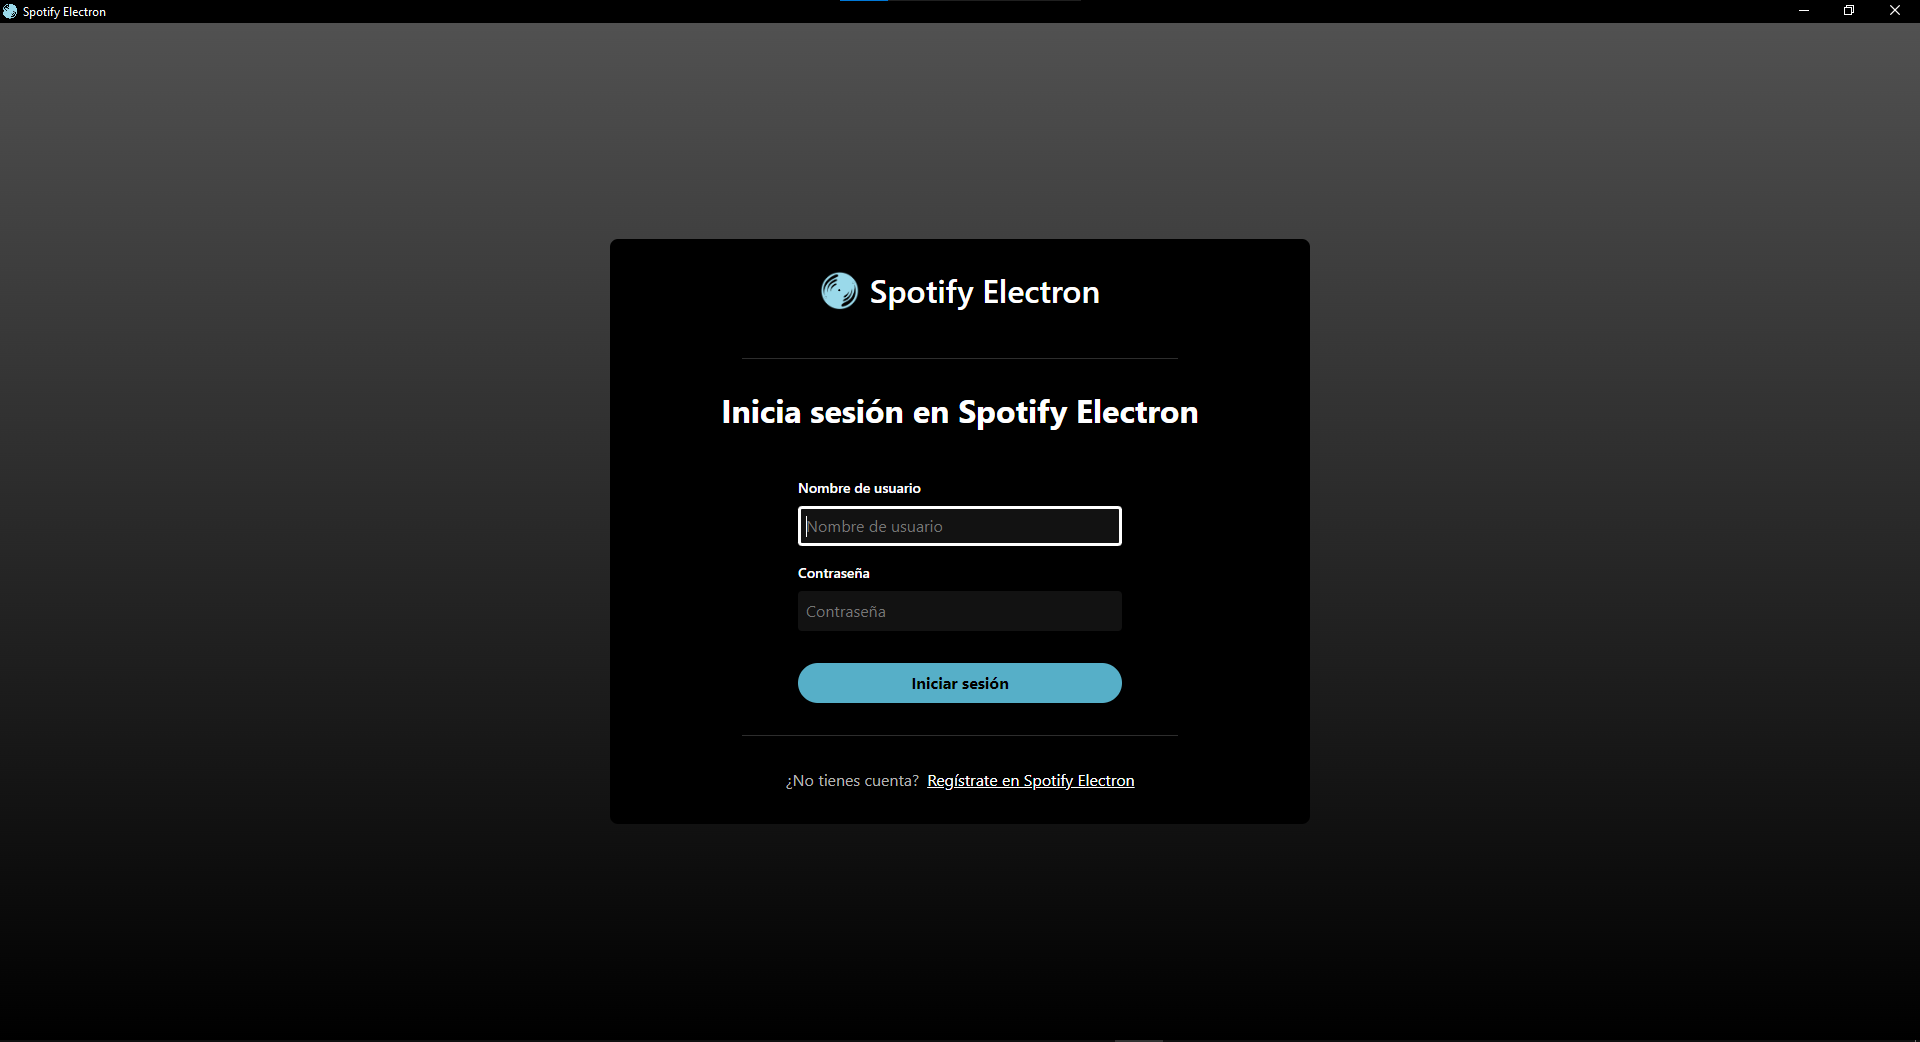 Spotify Electron
Spotify Electron
Inicia sesión en Spotify Electron
Nombre de usuario
Nombre de usuario
Contraseña
Contraseña
Iniciar sesión
¿No tienes cuenta? Regístrate en Spotify Electron